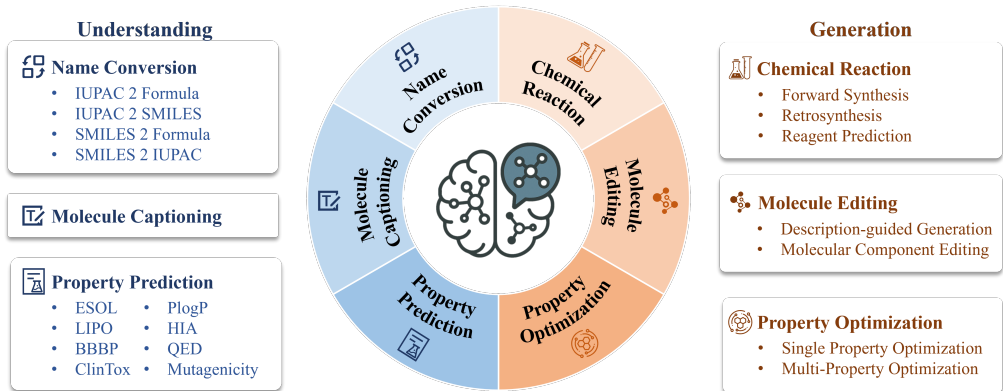 Understanding
Name Conversion
• IUPAC 2 Formula
• IUPAC 2 SMILES
• SMILES 2 Formula
• SMILES 2 IUPAC
Molecule Captioning
Property Prediction
• ESOL • PlogP
• LIPO • HIA
• BBBP • QED
• ClinTox • Mutagenicity
Name
Conversion
Chemical
Reaction
Molecule
Captioning
Molecule
Editing
Property
Prediction
Property
Optimization
Generation
Chemical Reaction
• Forward Synthesis
• Retrosynthesis
• Reagent Prediction
Molecule Editing
• Description-guided Generation
• Molecular Component Editing
Property Optimization
• Single Property Optimization
• Multi-Property Optimization